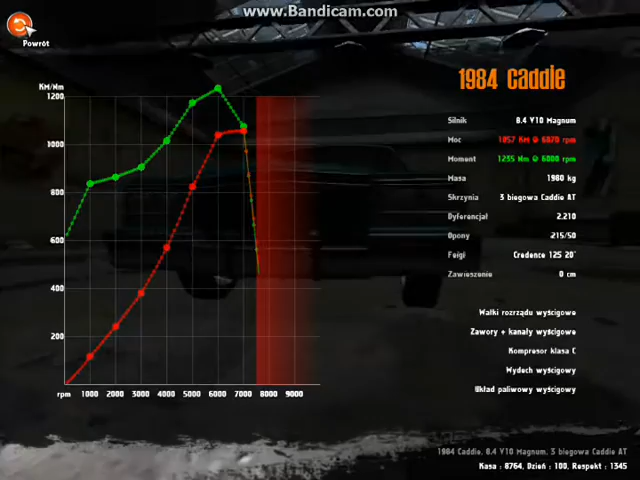 www.Bandicam.com
Powrót
1984 Caddie
KM/Nm
1200
1000
800
600
400
200
rpm 1000 2000 3000 4000 5000 6000 7000 8000 9000
Silnik 8.4 V10 Magnum
Moc 1057 KM @ 6870 rpm
Moment 1235 Nm @ 6000 rpm
Masa 1980 kg
Skrzynia 3 biegowa Caddie AT
Dyferencjał 2.210
Opony 215/50
Felgi Credence 125 20"
Zawieszenie 0 cm
Wałki rozrządu wyścigowe
Zawory + kanały wyścigowe
Kompresor klasa C
Wydech wyścigowy
Układ paliwowy wyścigowy
1984 Caddie, 8.4 V10 Magnum, 3 biegowa Caddie AT
Kasa : 8764, Dzień : 100, Respekt : 1345